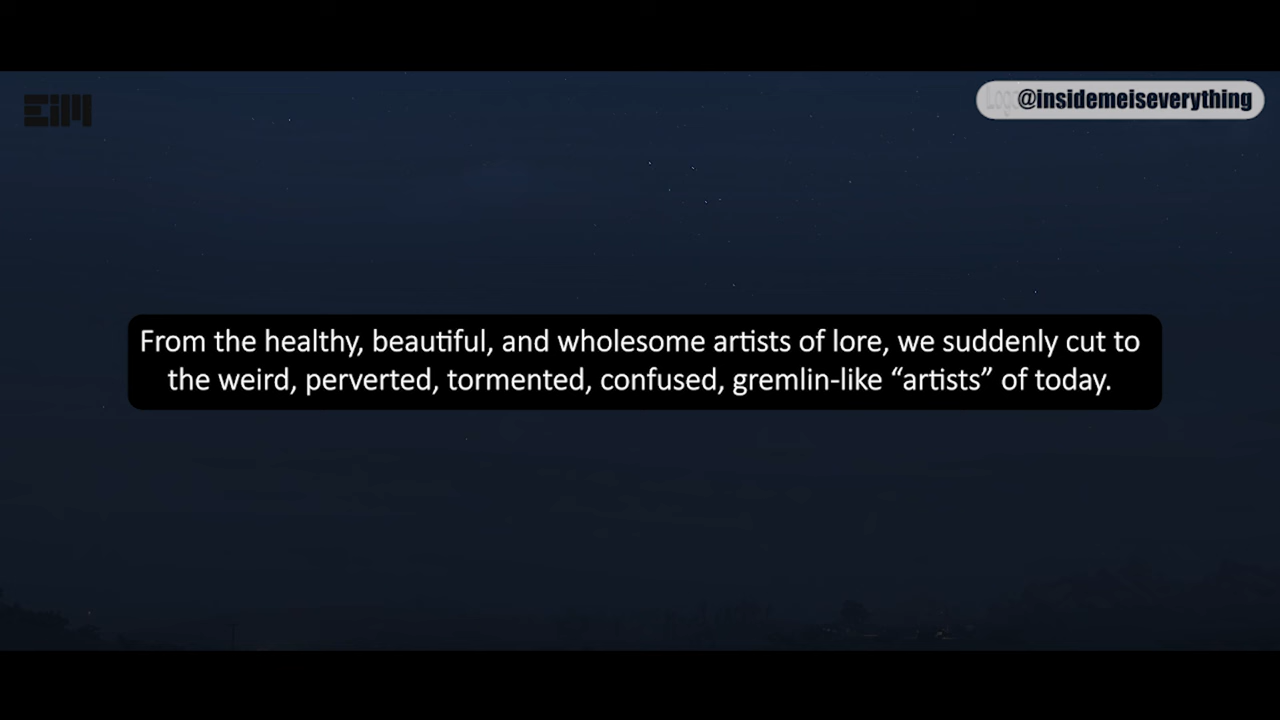 EiM
@insidemeiseverything
From the healthy, beautiful, and wholesome artists of lore, we suddenly cut to
the weird, perverted, tormented, confused, gremlin-like “artists” of today.